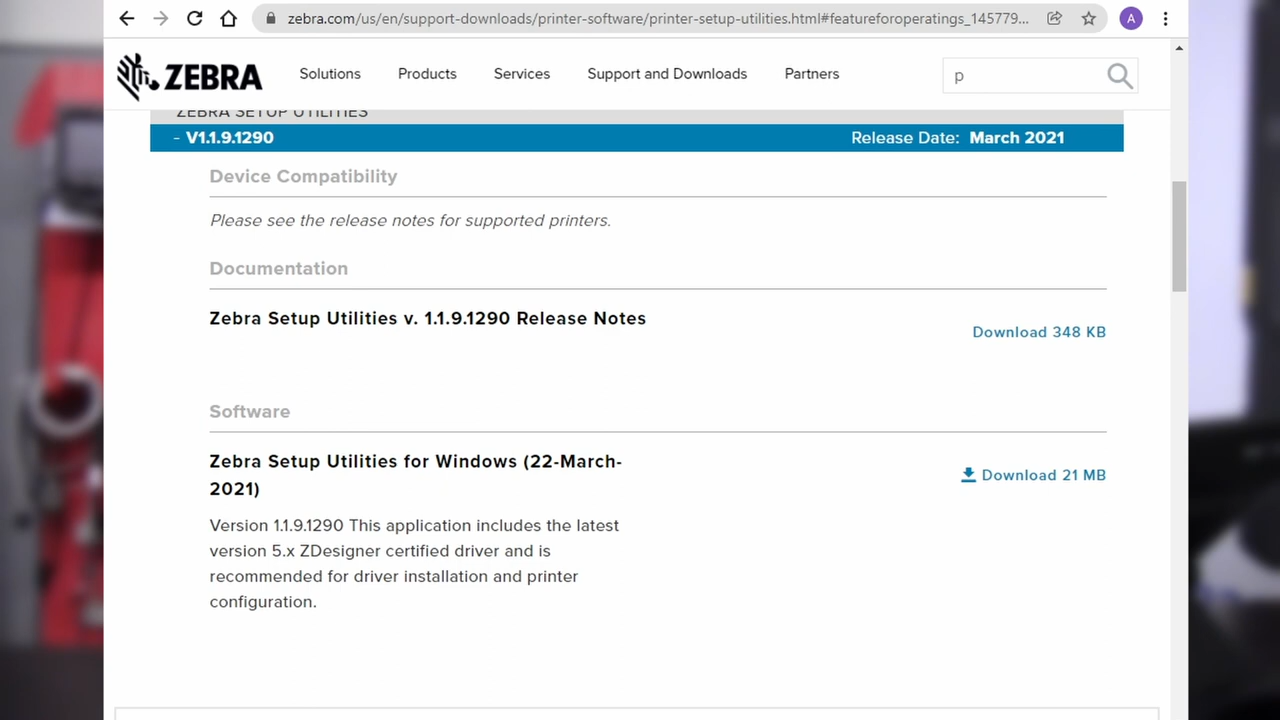 zebra.com/us/en/support-downloads/printer-software/printer-setup-utilities.html#featureforoperatings_145779...
A
ZEBRA
Solutions
Products
Services
Support and Downloads
Partners
p
ZEBRA SETUP UTILITIES
- V1.1.9.1290
Release Date: March 2021
Device Compatibility
Please see the release notes for supported printers.
Documentation
Zebra Setup Utilities v. 1.1.9.1290 Release Notes
Download 348 KB
Software
Zebra Setup Utilities for Windows (22-March-
2021)
Download 21 MB
Version 1.1.9.1290 This application includes the latest
version 5.x ZDesigner certified driver and is
recommended for driver installation and printer
configuration.